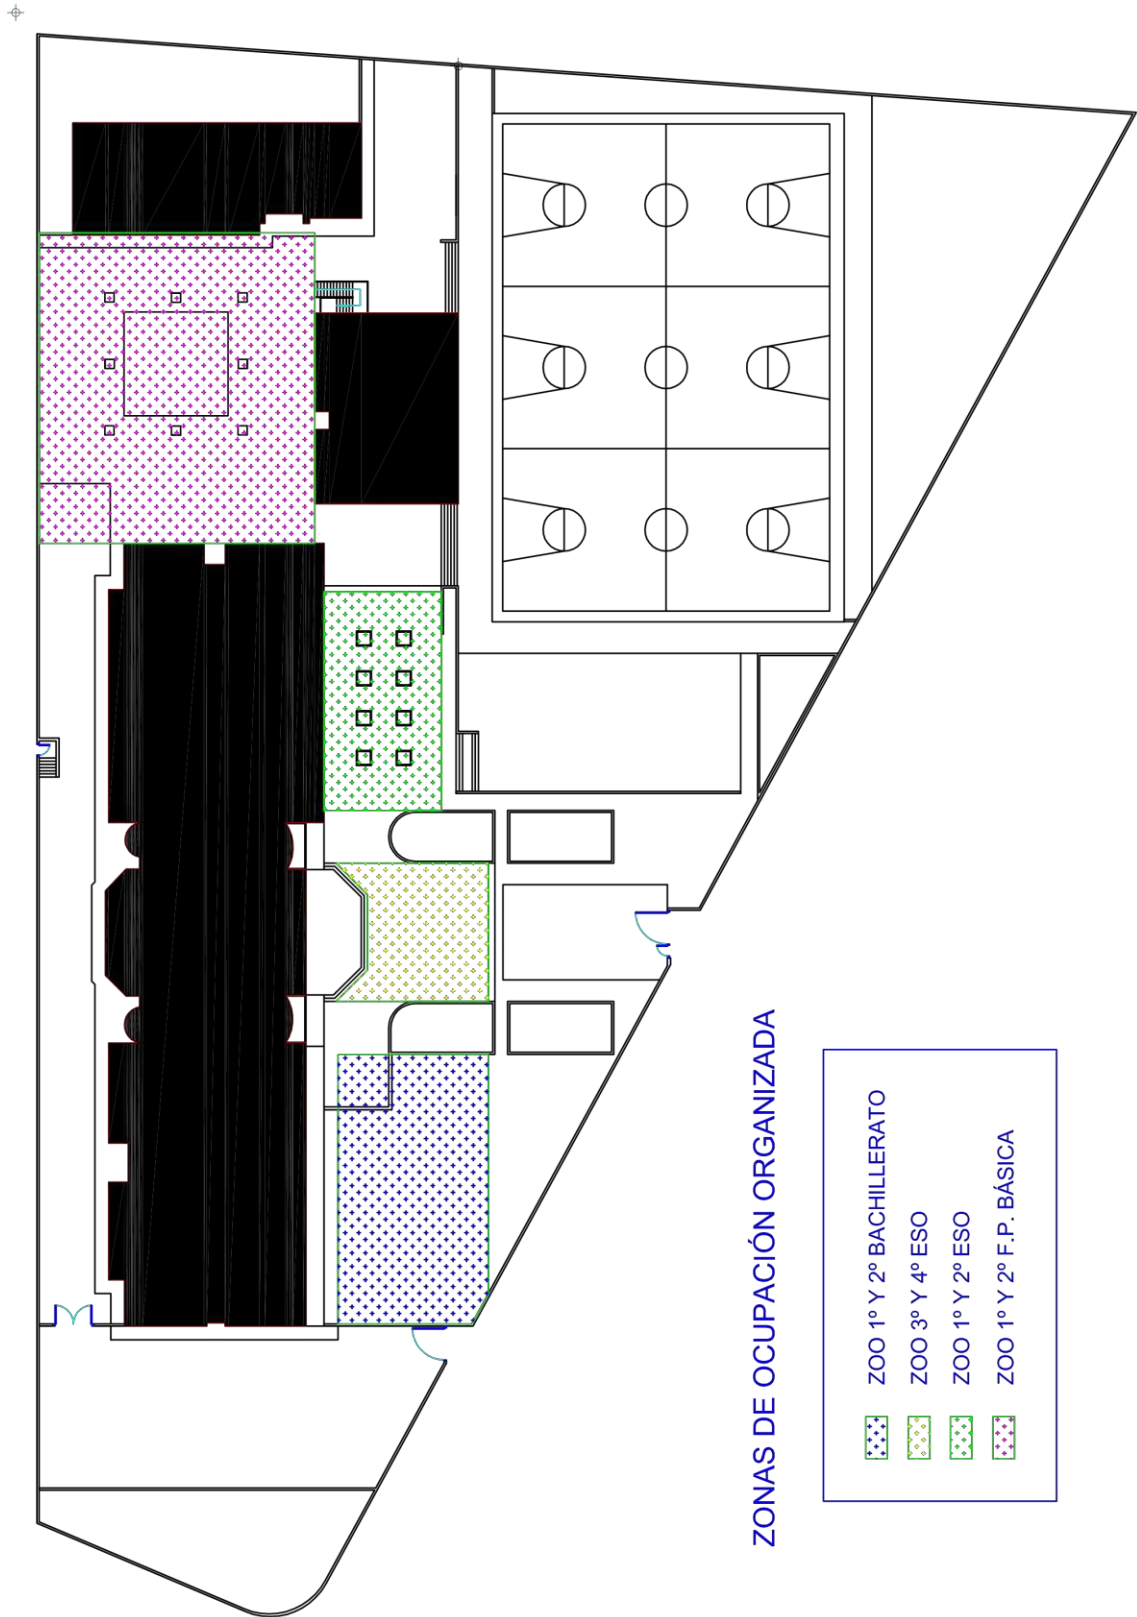 ZONAS DE OCUPACIÓN ORGANIZADA
ZOO 1º Y 2º BACHILLERATO
ZOO 3º Y 4º ESO
ZOO 1º Y 2º ESO
ZOO 1º Y 2º F.P. BÁSICA